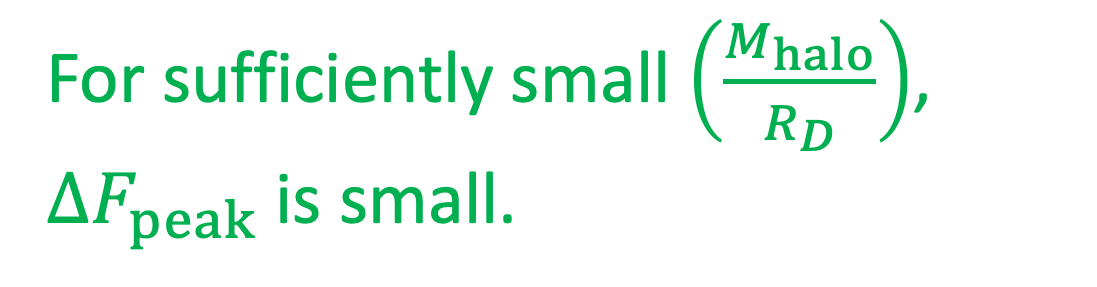 For sufficiently small (M_halo/R_D),
ΔF_peak is small.